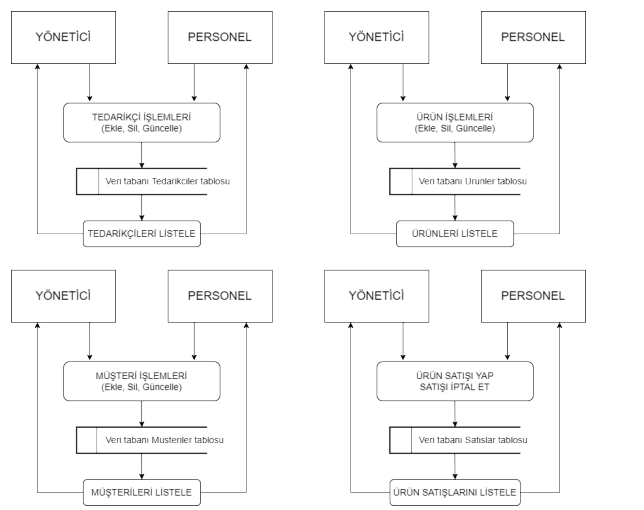 YÖNETİCİ
PERSONEL
TEDARİKÇİ İŞLEMLERİ
(Ekle, Sil, Güncelle)
Veri tabanı Tedarikciler tablosu
TEDARİKÇİLERİ LİSTELE
YÖNETİCİ
PERSONEL
ÜRÜN İŞLEMLERİ
(Ekle, Sil, Güncelle)
Veri tabanı Urunler tablosu
ÜRÜNLERİ LİSTELE
YÖNETİCİ
PERSONEL
MÜŞTERİ İŞLEMLERİ
(Ekle, Sil, Güncelle)
Veri tabanı Musteriler tablosu
MÜŞTERİLERİ LİSTELE
YÖNETİCİ
PERSONEL
ÜRÜN SATIŞI YAP
SATIŞI İPTAL ET
Veri tabanı Satislar tablosu
ÜRÜN SATIŞLARINI LİSTELE